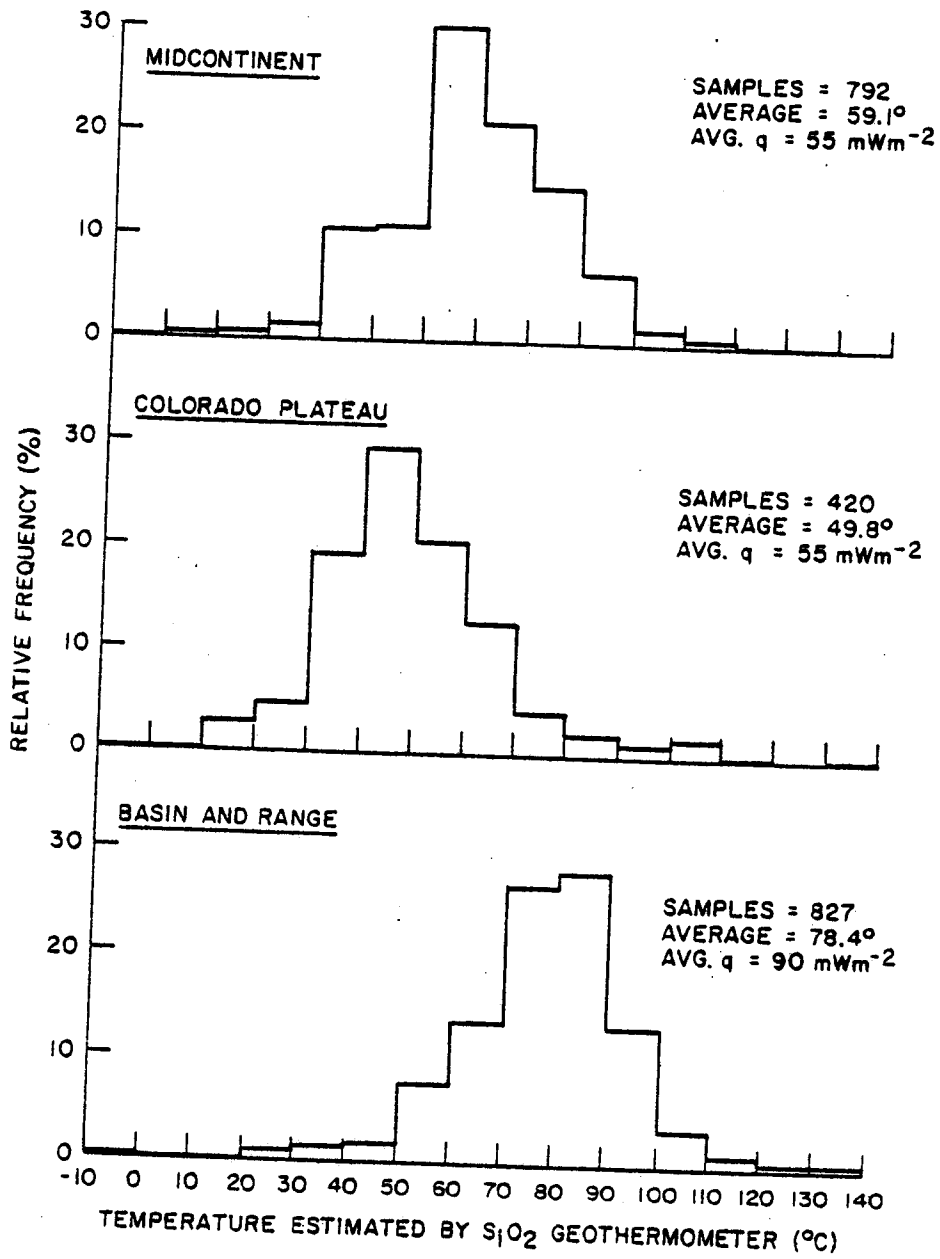 30
MIDCONTINENT
SAMPLES = 792
AVERAGE = 59.1°
AVG. q = 55 mWm-2
20
10
0
COLORADO PLATEAU
30
SAMPLES = 420
AVERAGE = 49.8°
AVG. q = 55 mWm-2
20
10
0
RELATIVE FREQUENCY (%)
BASIN AND RANGE
30
SAMPLES = 827
AVERAGE = 78.4°
AVG. q = 90 mWm-2
20
10
0
-10 0 10 20 30 40 50 60 70 80 90 100 110 120 130 140
TEMPERATURE ESTIMATED BY SiO2 GEOTHERMOMETER (°C)